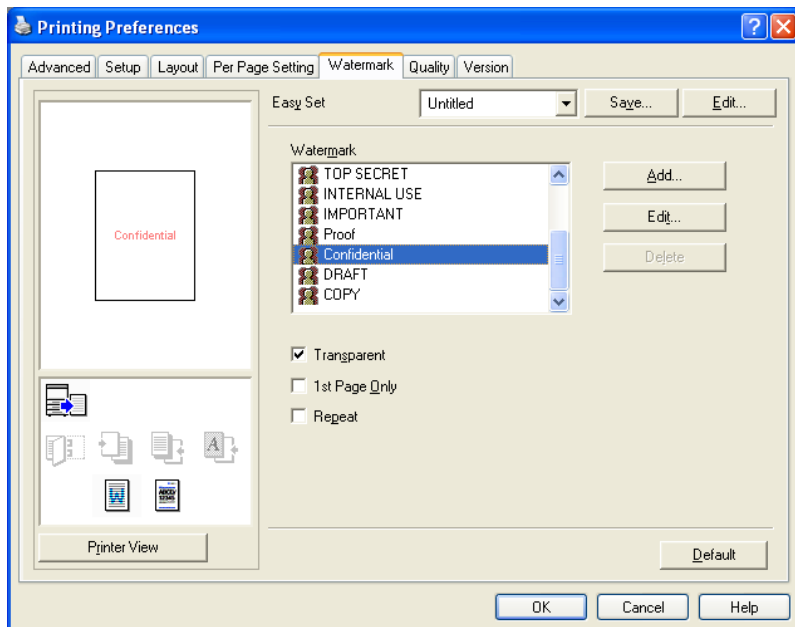 Printing Preferences
Advanced Setup Layout Per Page Setting Watermark Quality Version
Easy Set Untitled Save... Edit...
Watermark
TOP SECRET
INTERNAL USE
IMPORTANT
Proof
Confidential
DRAFT
COPY
Add...
Edit...
Delete
Confidential
Transparent
1st Page Only
Repeat
A
W
ABCD/
12345
Printer View
Default
OK Cancel Help